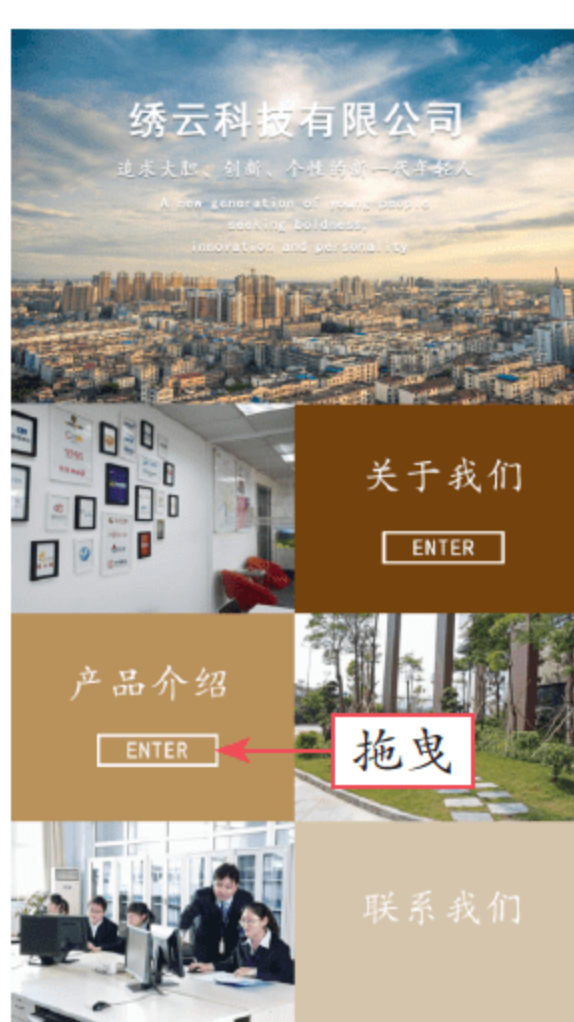 绣云科技有限公司
追求大胆、创新、个性的新一代年轻人
A new generation of young people
seeking boldness,
innovation and personality
关于我们
ENTER
产品介绍
ENTER
拖曳
联系我们